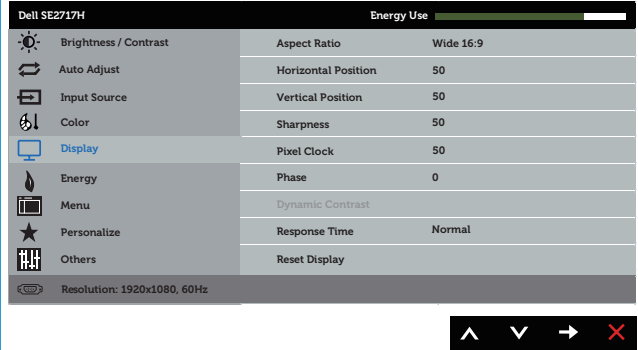 Dell SE2717H Energy Use
Brightness / Contrast Aspect Ratio Wide 16:9
Auto Adjust Horizontal Position 50
Input Source Vertical Position 50
Color Sharpness 50
Display Pixel Clock 50
Energy Phase 0
Menu Dynamic Contrast
Personalize Response Time Normal
Others Reset Display
Resolution: 1920x1080, 60Hz